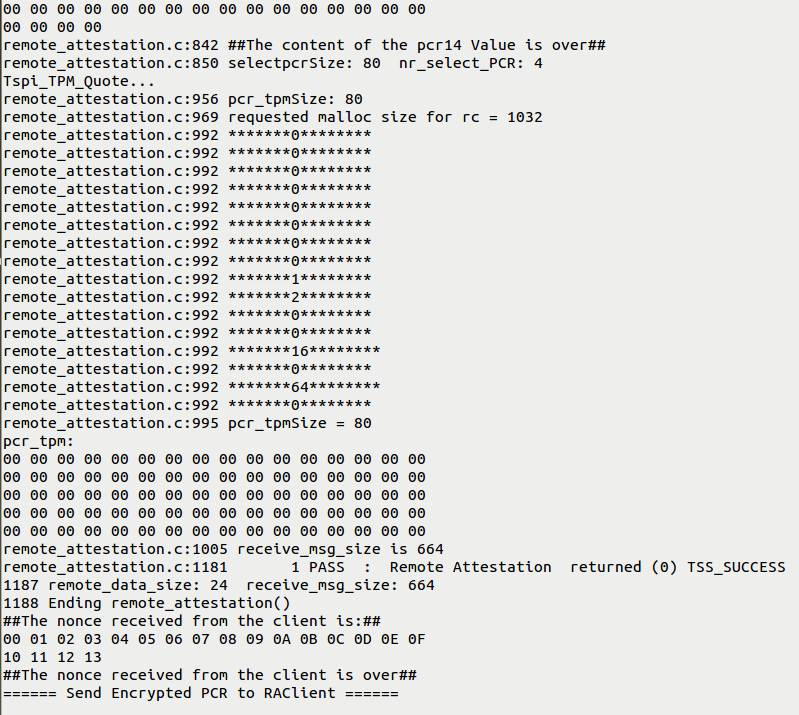 00 00 00 00 00 00 00 00 00 00 00 00 00 00 00 00
00 00 00 00
remote_attestation.c:842 ##The content of the pcr14 Value is over##
remote_attestation.c:850 selectpcrSize: 80  nr_select_PCR: 4
Tspi_TPM_Quote...
remote_attestation.c:956 pcr_tpmSize: 80
remote_attestation.c:969 requested malloc size for rc = 1032
remote_attestation.c:992 *******0********
remote_attestation.c:992 *******0********
remote_attestation.c:992 *******0********
remote_attestation.c:992 *******0********
remote_attestation.c:992 *******0********
remote_attestation.c:992 *******0********
remote_attestation.c:992 *******0********
remote_attestation.c:992 *******0********
remote_attestation.c:992 *******1********
remote_attestation.c:992 *******2********
remote_attestation.c:992 *******0********
remote_attestation.c:992 *******0********
remote_attestation.c:992 *******16********
remote_attestation.c:992 *******0********
remote_attestation.c:992 *******64********
remote_attestation.c:992 *******0********
remote_attestation.c:995 pcr_tpmSize = 80
pcr_tpm:
00 00 00 00 00 00 00 00 00 00 00 00 00 00 00 00
00 00 00 00 00 00 00 00 00 00 00 00 00 00 00 00
00 00 00 00 00 00 00 00 00 00 00 00 00 00 00 00
00 00 00 00 00 00 00 00 00 00 00 00 00 00 00 00
00 00 00 00 00 00 00 00 00 00 00 00 00 00 00 00
remote_attestation.c:1005 receive_msg_size is 664
remote_attestation.c:1181       1 PASS  :  Remote Attestation  returned (0) TSS_SUCCESS
1187 remote_data_size: 24  receive_msg_size: 664
1188 Ending remote_attestation()
##The nonce received from the client is:##
00 01 02 03 04 05 06 07 08 09 0A 0B 0C 0D 0E 0F
10 11 12 13
##The nonce received from the client is over##
====== Send Encrypted PCR to RAClient ======